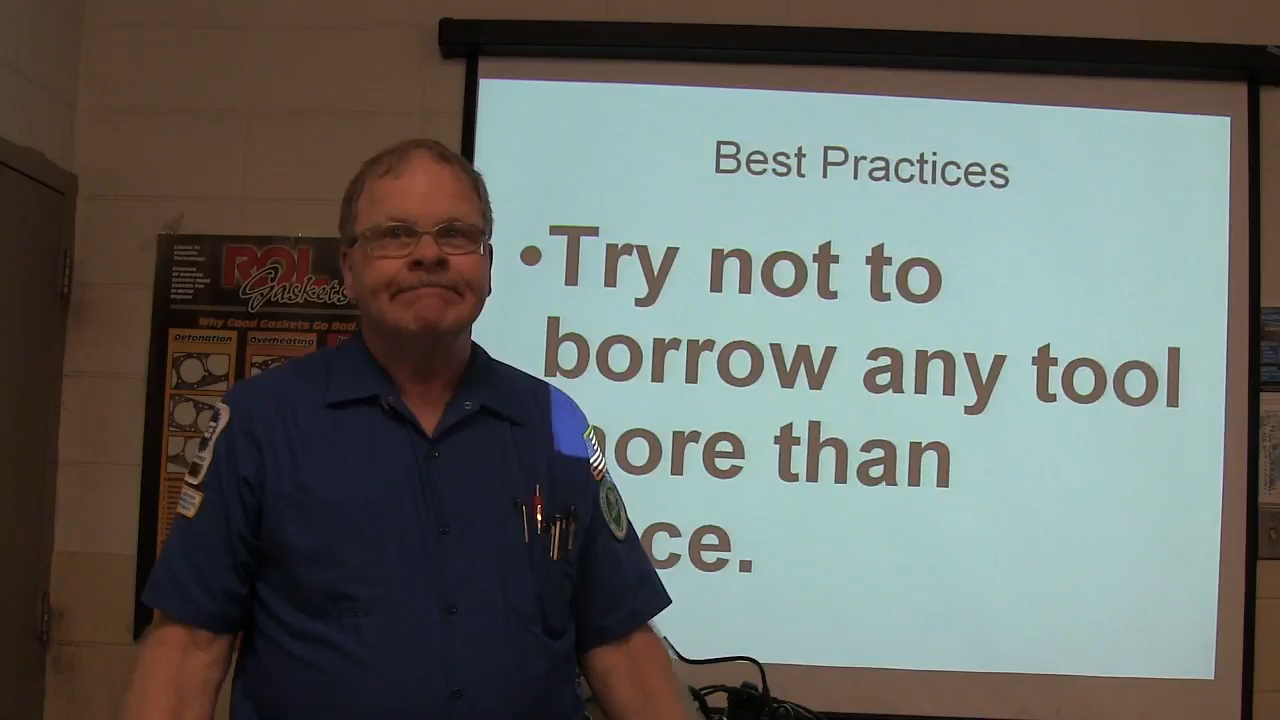 Best Practices
•Try not to
borrow any tool
more than
ce.
ROL
Gaskets
Why Good Gaskets Go Bad.
Detonation Overheating